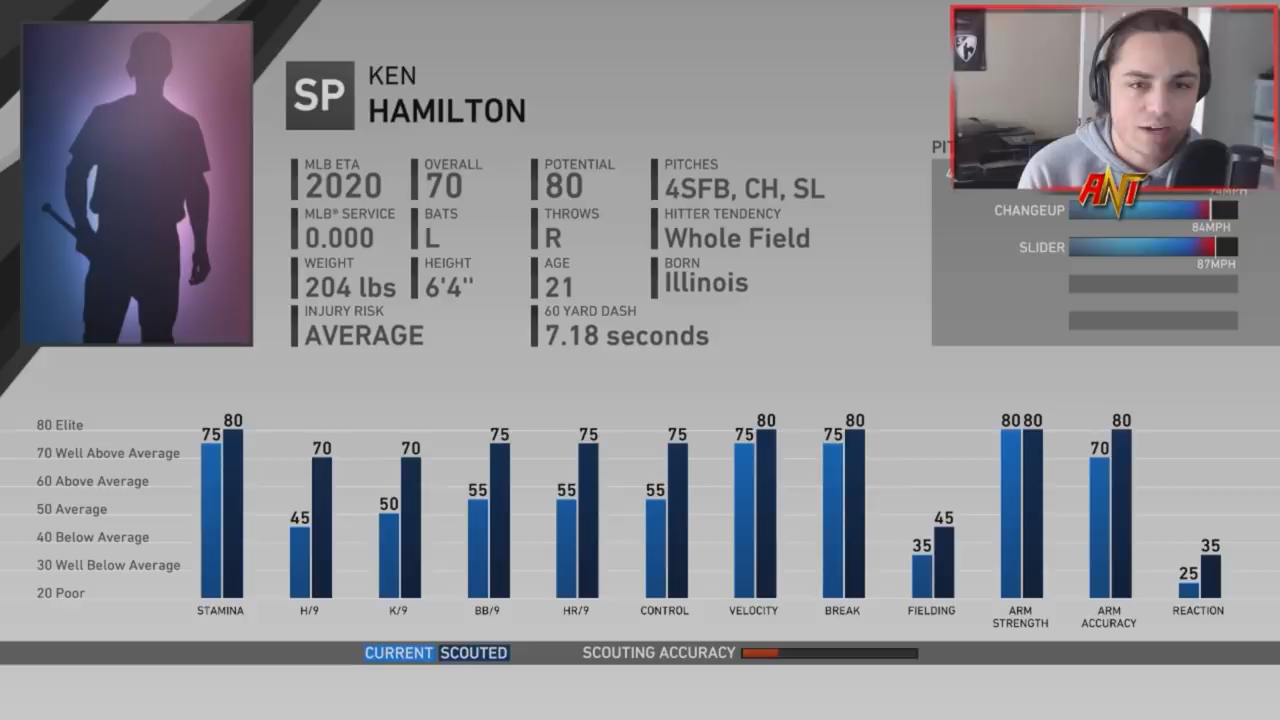 SP
KEN
HAMILTON
MLB ETA
2020
OVERALL
70
POTENTIAL
80
PITCHES
4SFB, CH, SL
MLB® SERVICE
0.000
BATS
L
THROWS
R
HITTER TENDENCY
Whole Field
WEIGHT
204 lbs
HEIGHT
6'4"
AGE
21
BORN
Illinois
INJURY RISK
AVERAGE
60 YARD DASH
7.18 seconds
ANT
94MPH
CHANGEUP
84MPH
SLIDER
87MPH
80 Elite
70 Well Above Average
60 Above Average
50 Average
40 Below Average
30 Well Below Average
20 Poor
75 80
45 70
50 70
55 75
55 75
55 75
75 80
75 80
35 45
80 80
70 80
25 35
STAMINA
H/9
K/9
BB/9
HR/9
CONTROL
VELOCITY
BREAK
FIELDING
ARM
STRENGTH
ARM
ACCURACY
REACTION
CURRENT SCOUTED
SCOUTING ACCURACY